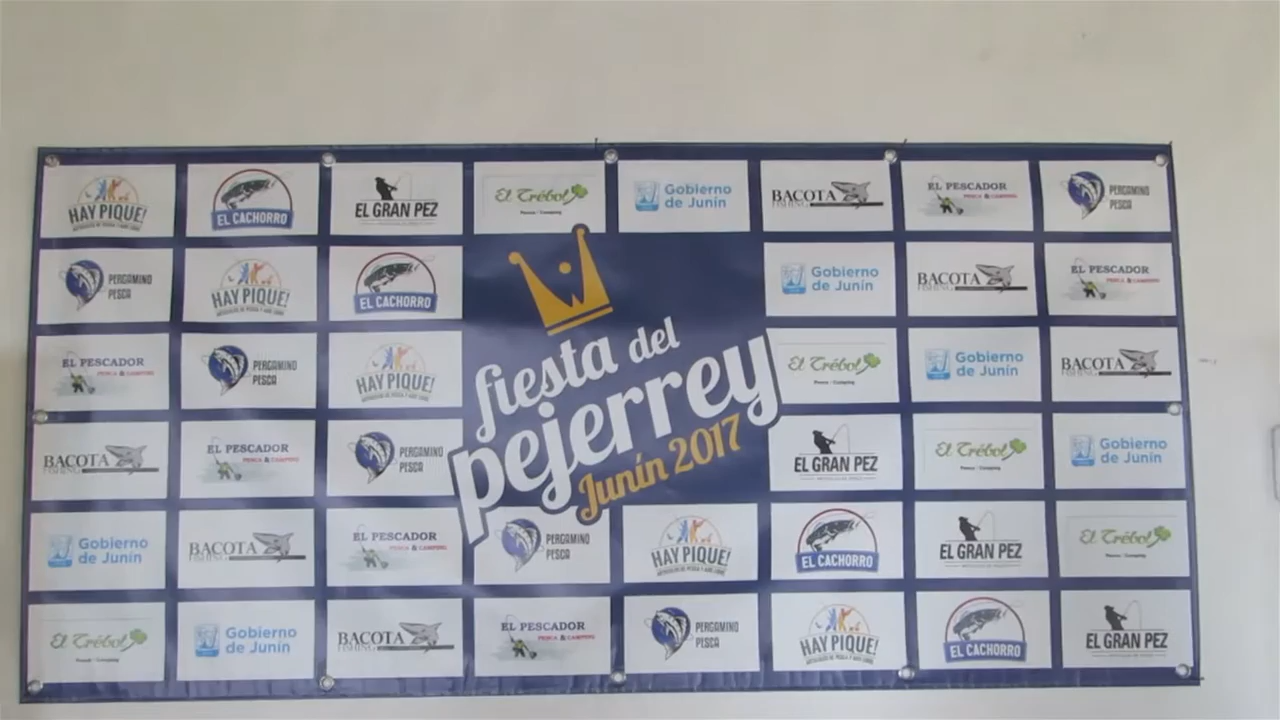 HAY PIQUE!
EL CACHORRO
EL GRAN PEZ
El Trébol
Pesca / Camping
Gobierno
de Junín
BACOTA
FISHING
EL PESCADOR
PESCA & CAMPING
PERGAMINO
PESCA
PERGAMINO
PESCA
HAY PIQUE!
EL CACHORRO
Gobierno
de Junín
BACOTA
FISHING
EL PESCADOR
PESCA & CAMPING
EL PESCADOR
PESCA & CAMPING
PERGAMINO
PESCA
HAY PIQUE!
fiesta del
pejerrey
Junín 2017
El Trébol
Pesca / Camping
Gobierno
de Junín
BACOTA
FISHING
BACOTA
FISHING
EL PESCADOR
PESCA & CAMPING
PERGAMINO
PESCA
EL GRAN PEZ
El Trébol
Pesca / Camping
Gobierno
de Junín
Gobierno
de Junín
BACOTA
FISHING
EL PESCADOR
PESCA & CAMPING
PERGAMINO
PESCA
HAY PIQUE!
EL CACHORRO
EL GRAN PEZ
El Trébol
Pesca / Camping
El Trébol
Pesca / Camping
Gobierno
de Junín
BACOTA
FISHING
EL PESCADOR
PESCA & CAMPING
PERGAMINO
PESCA
HAY PIQUE!
EL CACHORRO
EL GRAN PEZ